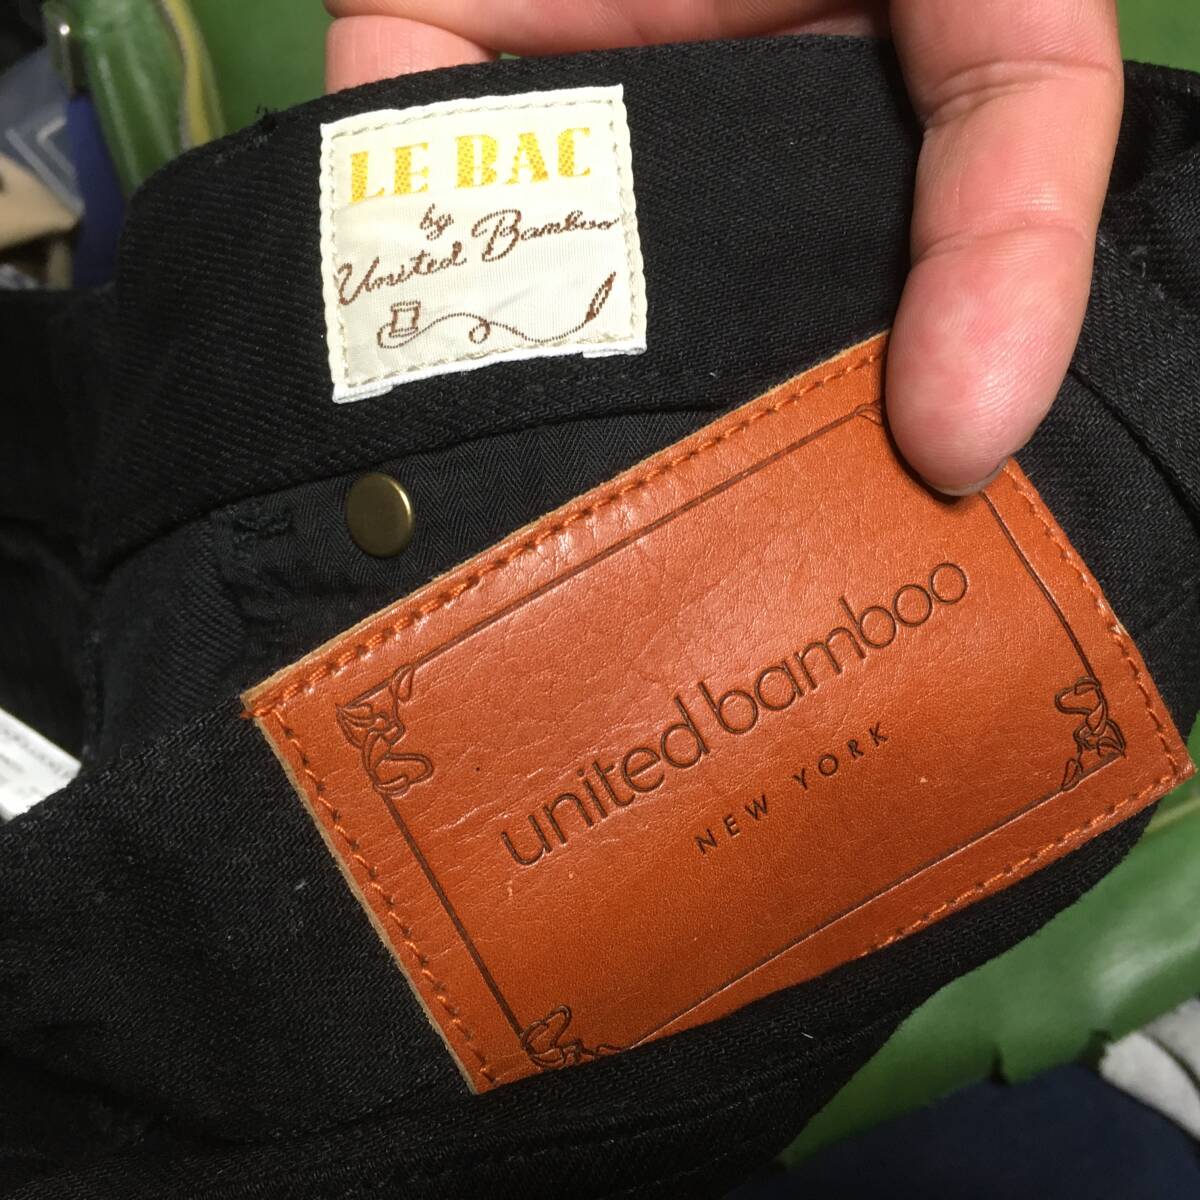 LE BAC
by
United Bamboo
united bamboo
NEW YORK